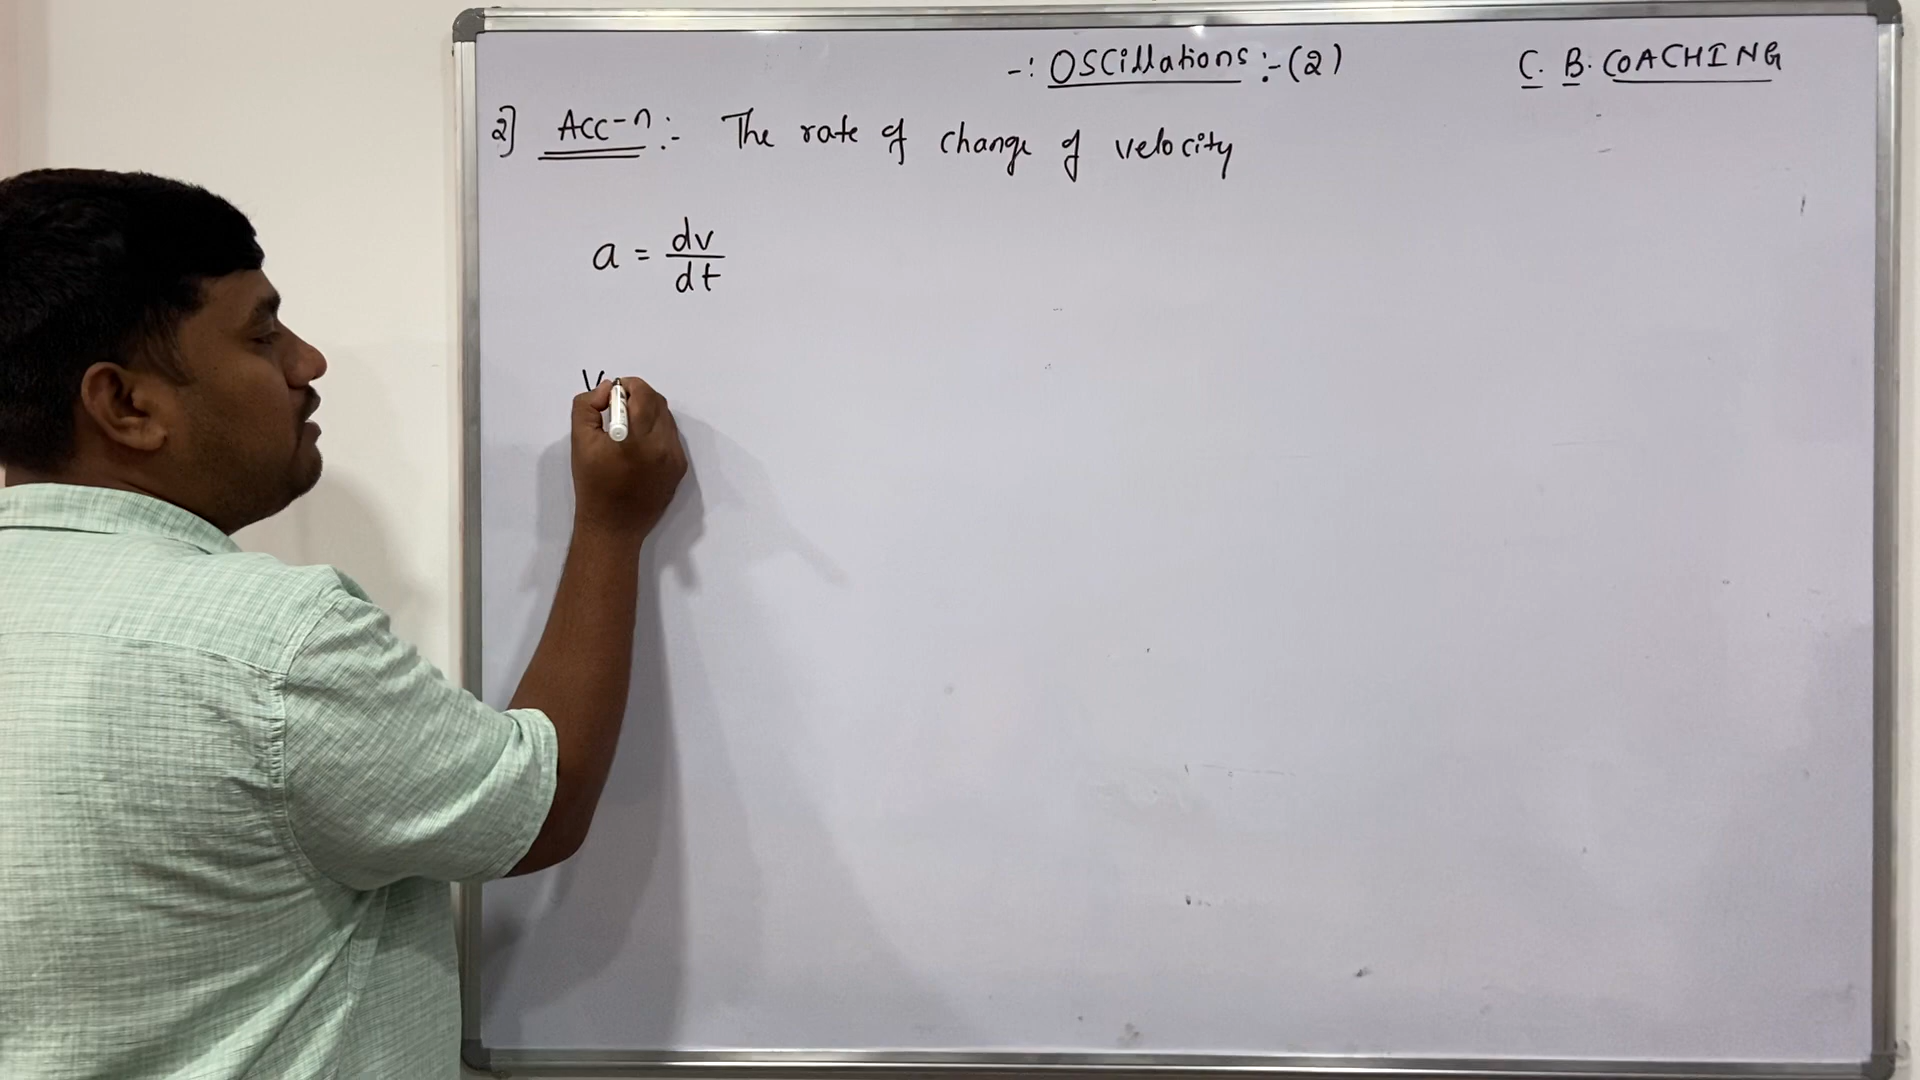 -: OSCillations :- (2)
C. B. COACHING
2] Acc-n :- The rate of change of velocity
a = dv/dt
V